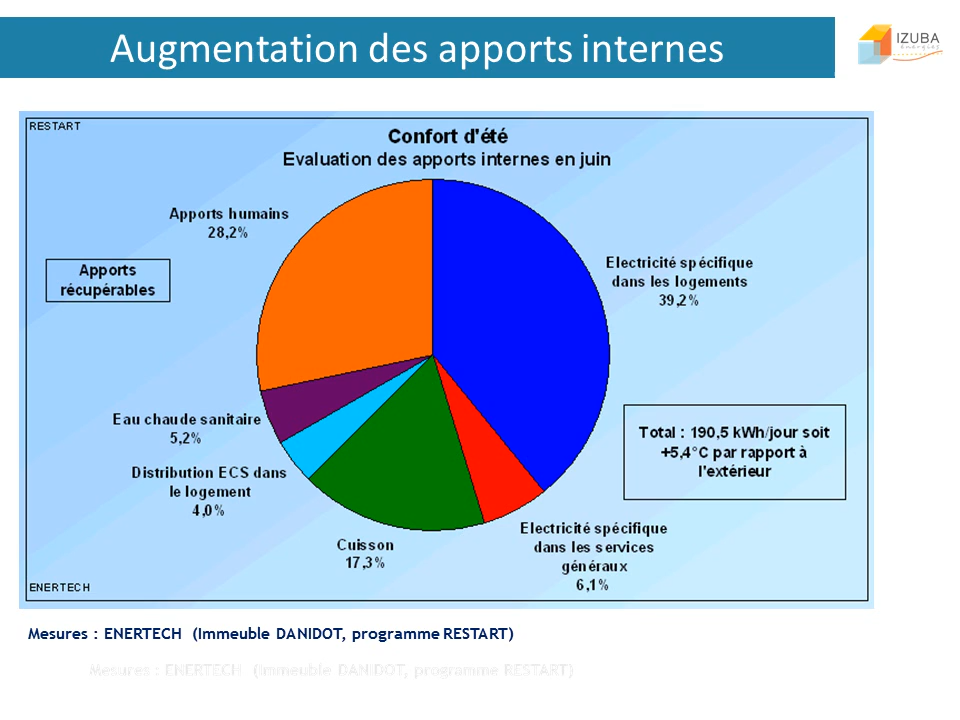 Augmentation des apports internes
IZUBA
énergies
RESTART
Confort d'été
Evaluation des apports internes en juin
Apports humains
28,2%
Apports
récupérables
Electricité spécifique
dans les logements
39,2%
Eau chaude sanitaire
5,2%
Distribution ECS dans
le logement
4,0%
Cuisson
17,3%
Electricité spécifique
dans les services
généraux
6,1%
Total : 190,5 kWh/jour soit
+5,4°C par rapport à
l'extérieur
ENERTECH
Mesures : ENERTECH (Immeuble DANIDOT, programme RESTART)
Mesures : ENERTECH (Immeuble DANIDOT, programme RESTART)